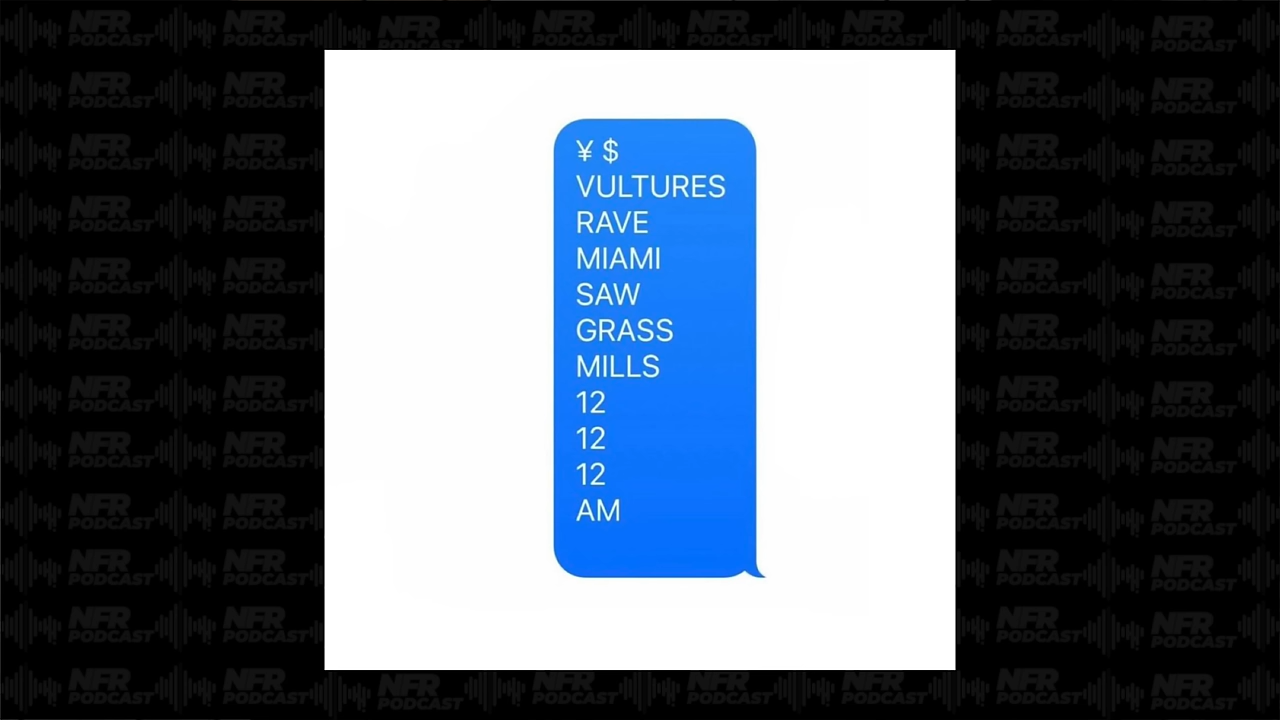 ¥ $
VULTURES
RAVE
MIAMI
SAW
GRASS
MILLS
12
12
12
AM
NFR
PODCAST